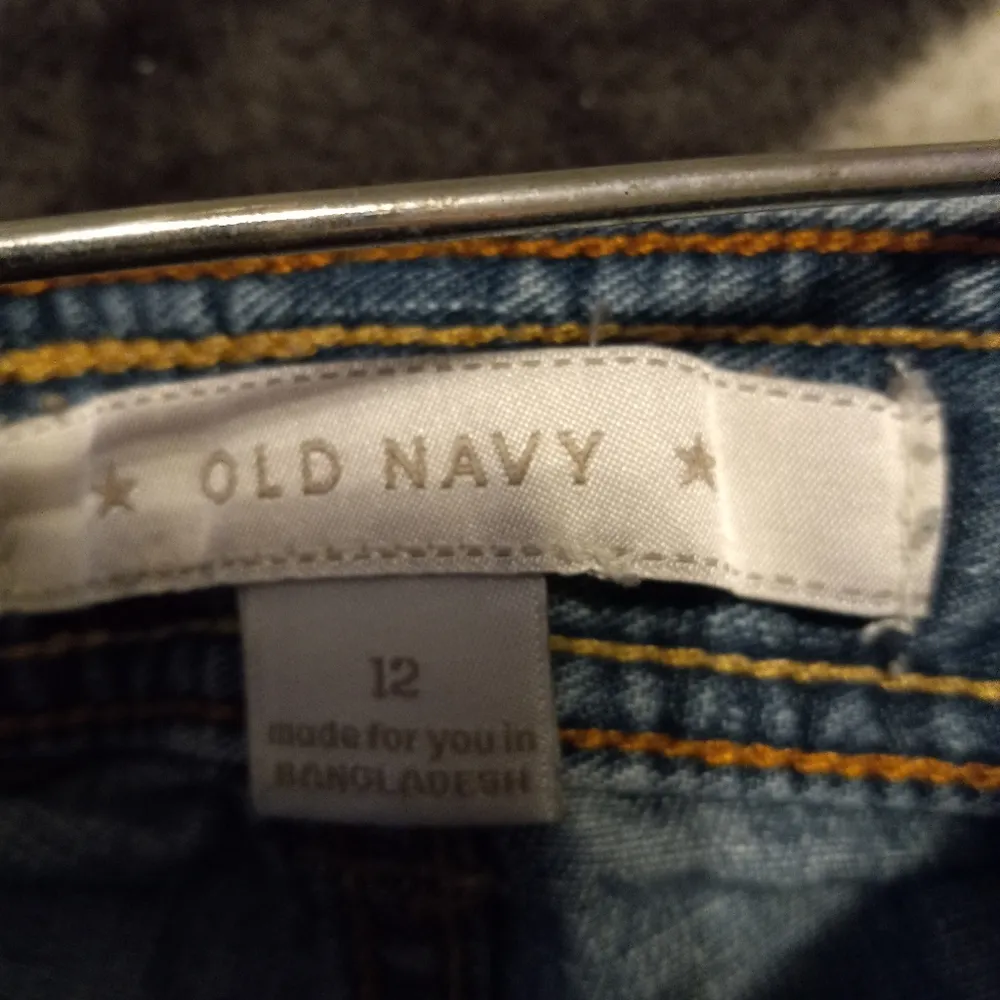 ★ OLD NAVY ★
12
made for you in
BANGLADESH